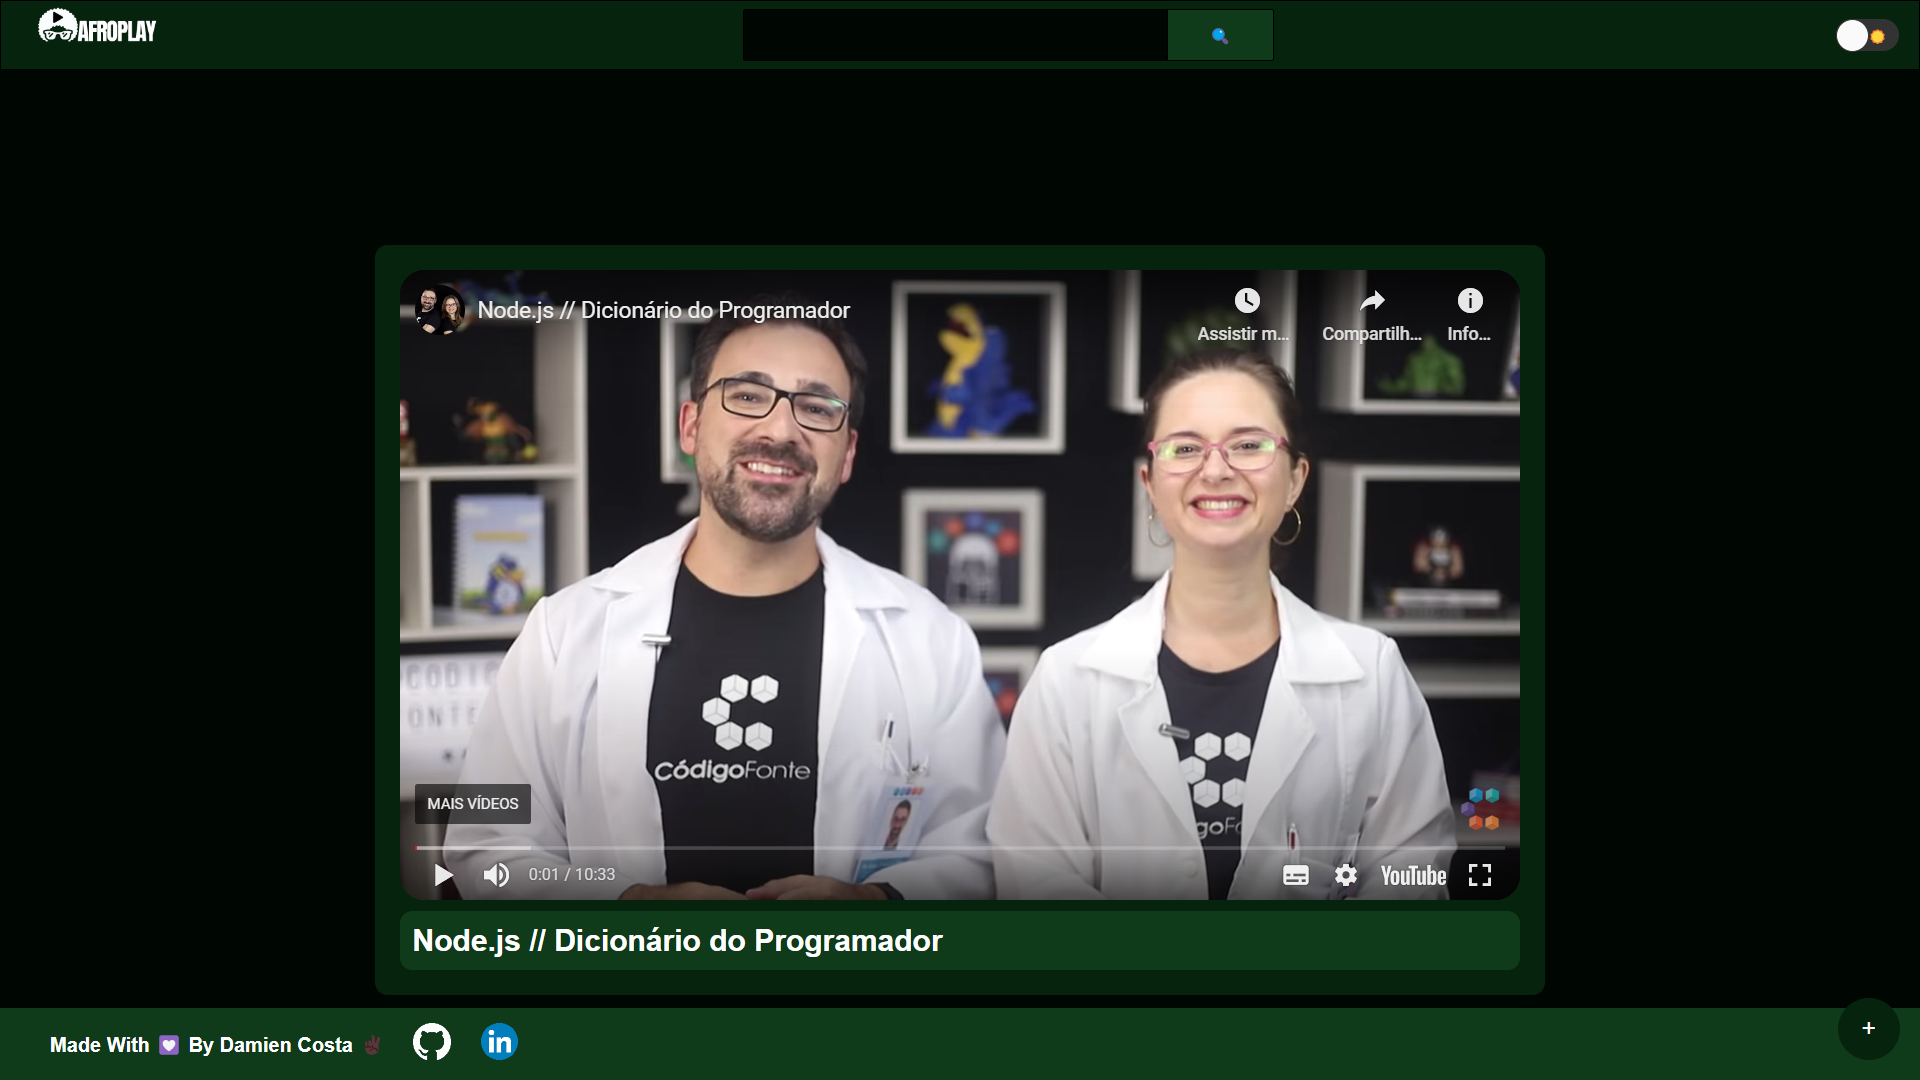 AFROPLAY
Node.js // Dicionário do Programador
Assistir m...
Compartilh...
Info...
CódigoFonte
MAIS VÍDEOS
0:01 / 10:33
YouTube
Node.js // Dicionário do Programador
Made With By Damien Costa
in
+